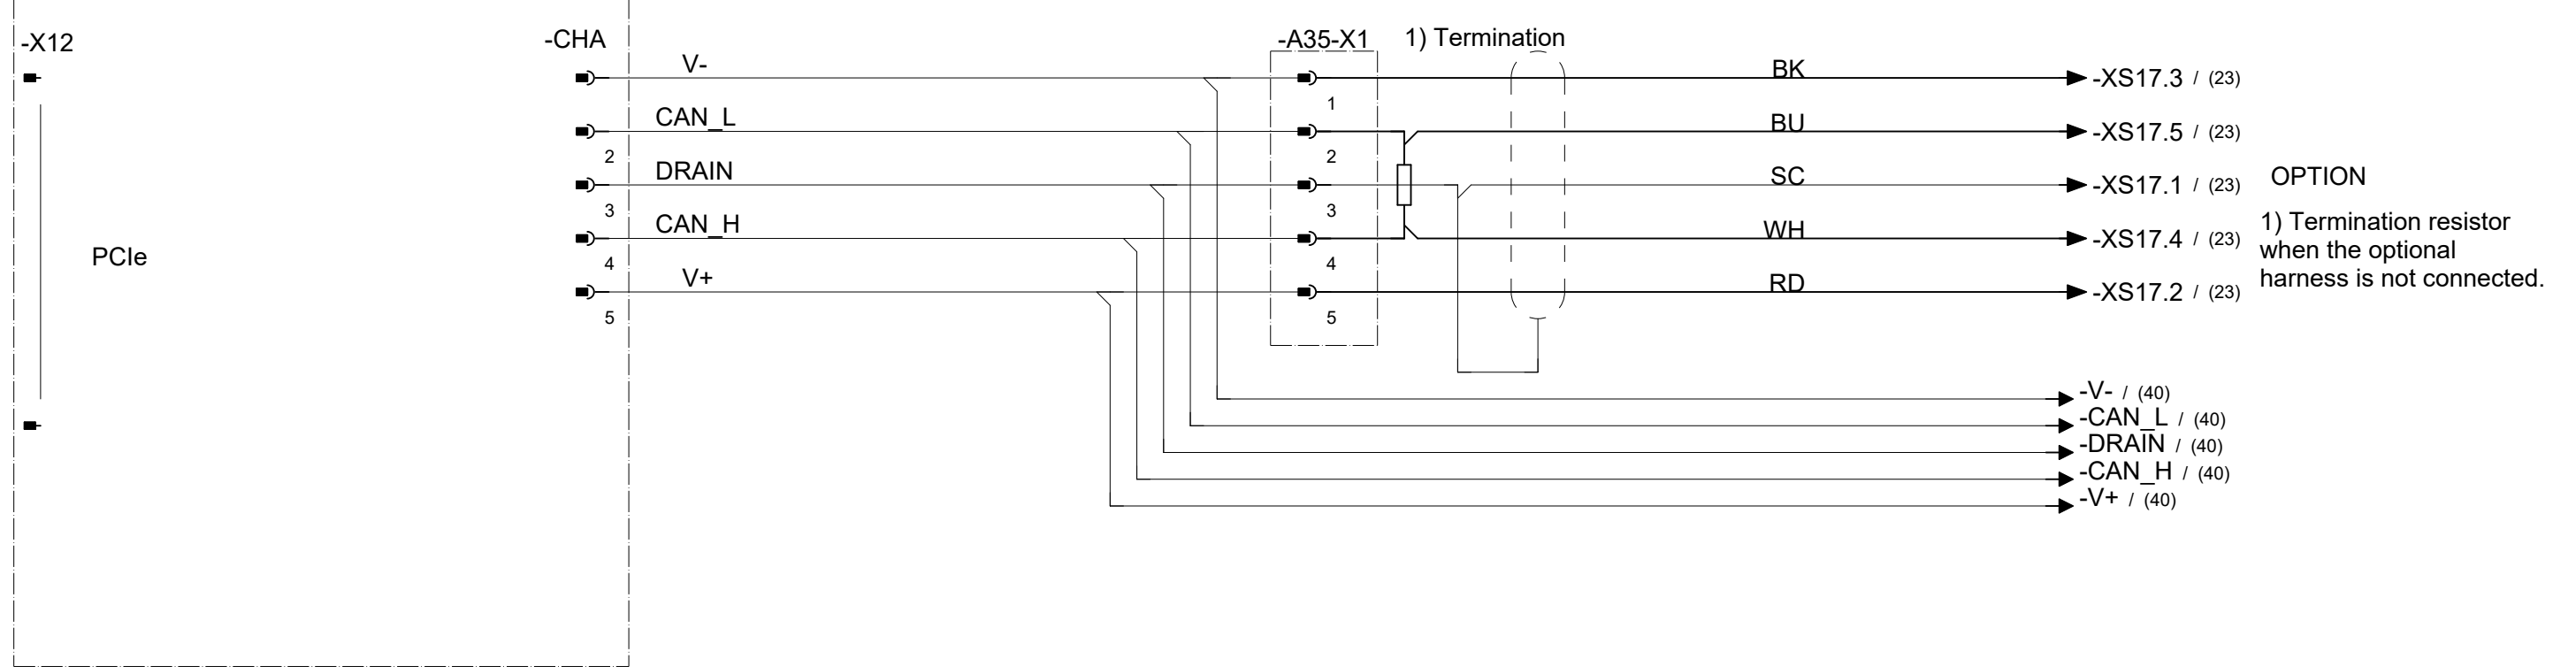 -X12
-CHA
-A35-X1
1) Termination
V-
BK
-XS17.3 / (23)
1
CAN_L
BU
-XS17.5 / (23)
2
2
DRAIN
SC
-XS17.1 / (23)
OPTION
3
3
CAN_H
WH
-XS17.4 / (23)
1) Termination resistor
when the optional
harness is not connected.
PCIe
4
4
V+
RD
-XS17.2 / (23)
5
5
-V- / (40)
-CAN_L / (40)
-DRAIN / (40)
-CAN_H / (40)
-V+ / (40)